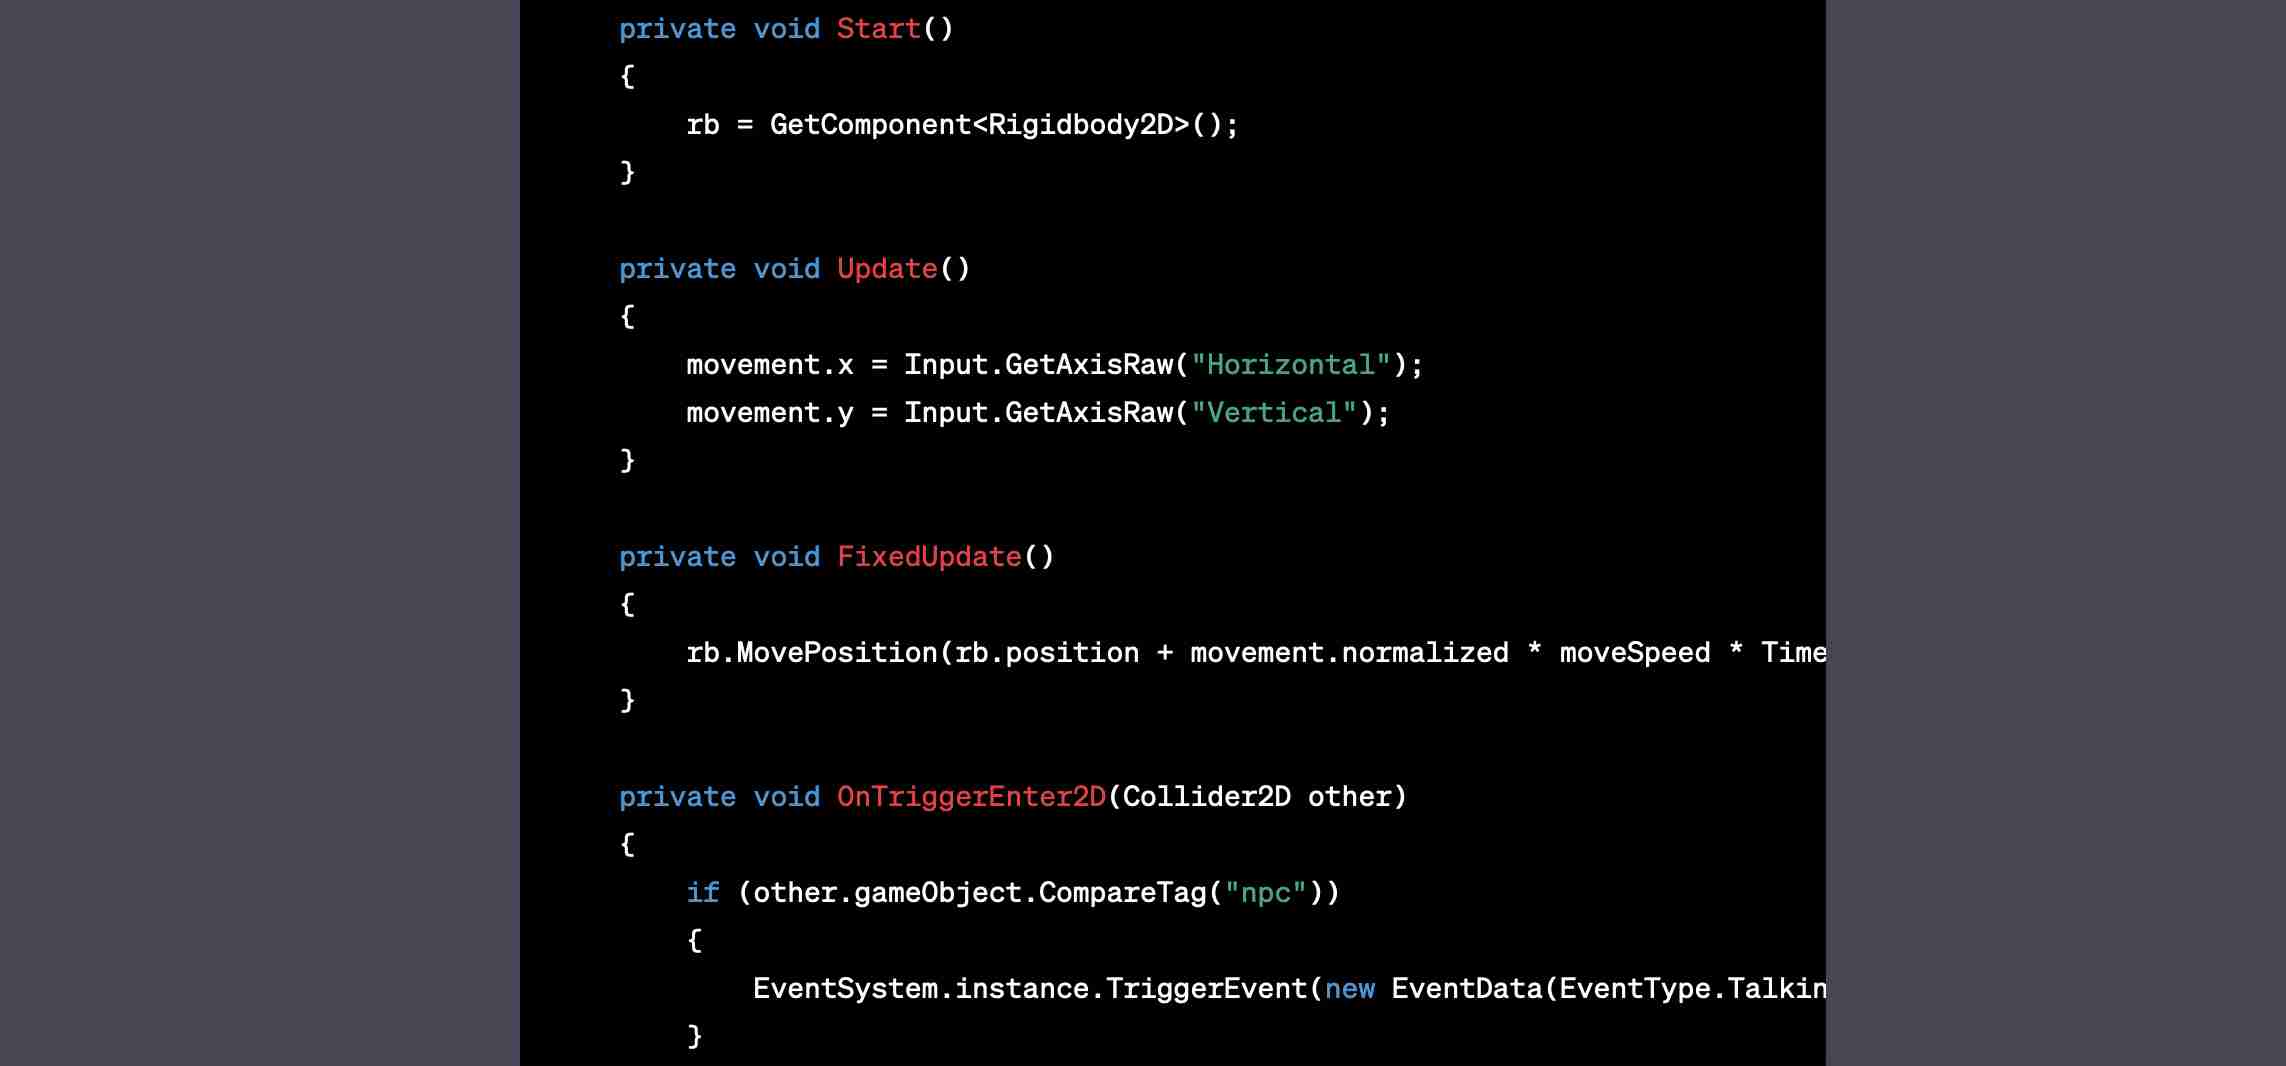 private void Start()
{
rb = GetComponent<Rigidbody2D>();
}
private void Update()
{
movement.x = Input.GetAxisRaw("Horizontal");
movement.y = Input.GetAxisRaw("Vertical");
}
private void FixedUpdate()
{
rb.MovePosition(rb.position + movement.normalized * moveSpeed * Time
}
private void OnTriggerEnter2D(Collider2D other)
{
if (other.gameObject.CompareTag("npc"))
{
EventSystem.instance.TriggerEvent(new EventData(EventType.Talkin
}